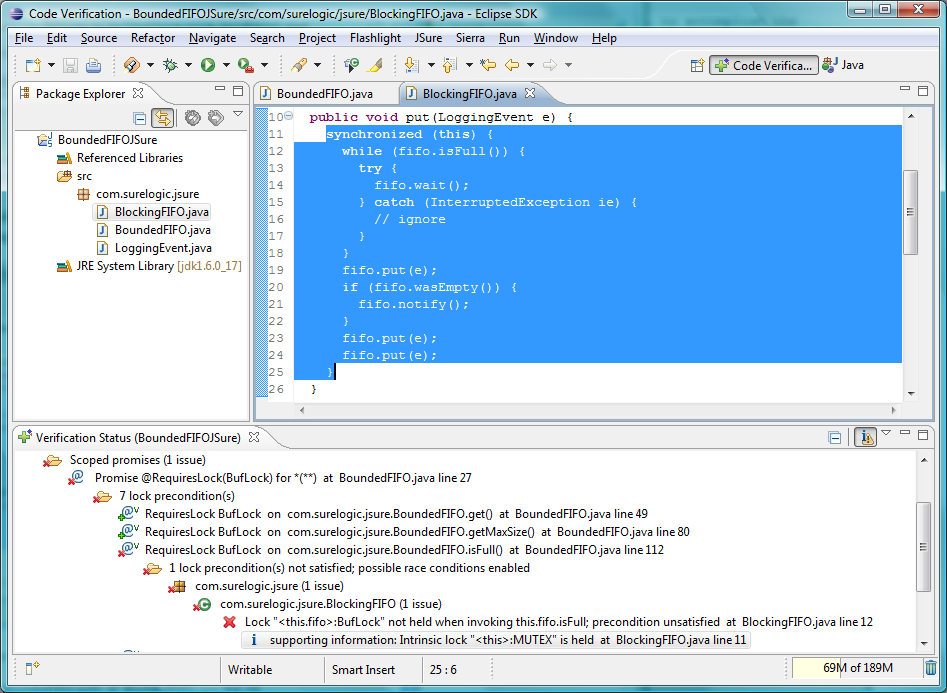 Code Verification - BoundedFIFOJSure/src/com/surelogic/jsure/BlockingFIFO.java - Eclipse SDK
File Edit Source Refactor Navigate Search Project Flashlight JSure Sierra Run Window Help
Code Verifica... Java
Package Explorer
BoundedFIFOJSure
Referenced Libraries
src
com.surelogic.jsure
BlockingFIFO.java
BoundedFIFO.java
LoggingEvent.java
JRE System Library [jdk1.6.0_17]
BoundedFIFO.java BlockingFIFO.java
10 public void put(LoggingEvent e) {
11 synchronized (this) {
12 while (fifo.isFull()) {
13 try {
14 fifo.wait();
15 } catch (InterruptedException ie) {
16 // ignore
17 }
18 }
19 fifo.put(e);
20 if (fifo.wasEmpty()) {
21 fifo.notify();
22 }
23 fifo.put(e);
24 fifo.put(e);
25 }
26 }
Verification Status (BoundedFIFOJSure)
Scoped promises (1 issue)
Promise @RequiresLock(BufLock) for *(**) at BoundedFIFO.java line 27
7 lock precondition(s)
RequiresLock BufLock on com.surelogic.jsure.BoundedFIFO.get() at BoundedFIFO.java line 49
RequiresLock BufLock on com.surelogic.jsure.BoundedFIFO.getMaxSize() at BoundedFIFO.java line 80
RequiresLock BufLock on com.surelogic.jsure.BoundedFIFO.isFull() at BoundedFIFO.java line 112
1 lock precondition(s) not satisfied; possible race conditions enabled
com.surelogic.jsure (1 issue)
com.surelogic.jsure.BlockingFIFO (1 issue)
Lock "<this.fifo>:BufLock" not held when invoking this.fifo.isFull; precondition unsatisfied at BlockingFIFO.java line 12
supporting information: Intrinsic lock "<this>:MUTEX" is held at BlockingFIFO.java line 11
Writable Smart Insert 25 : 6 69M of 189M